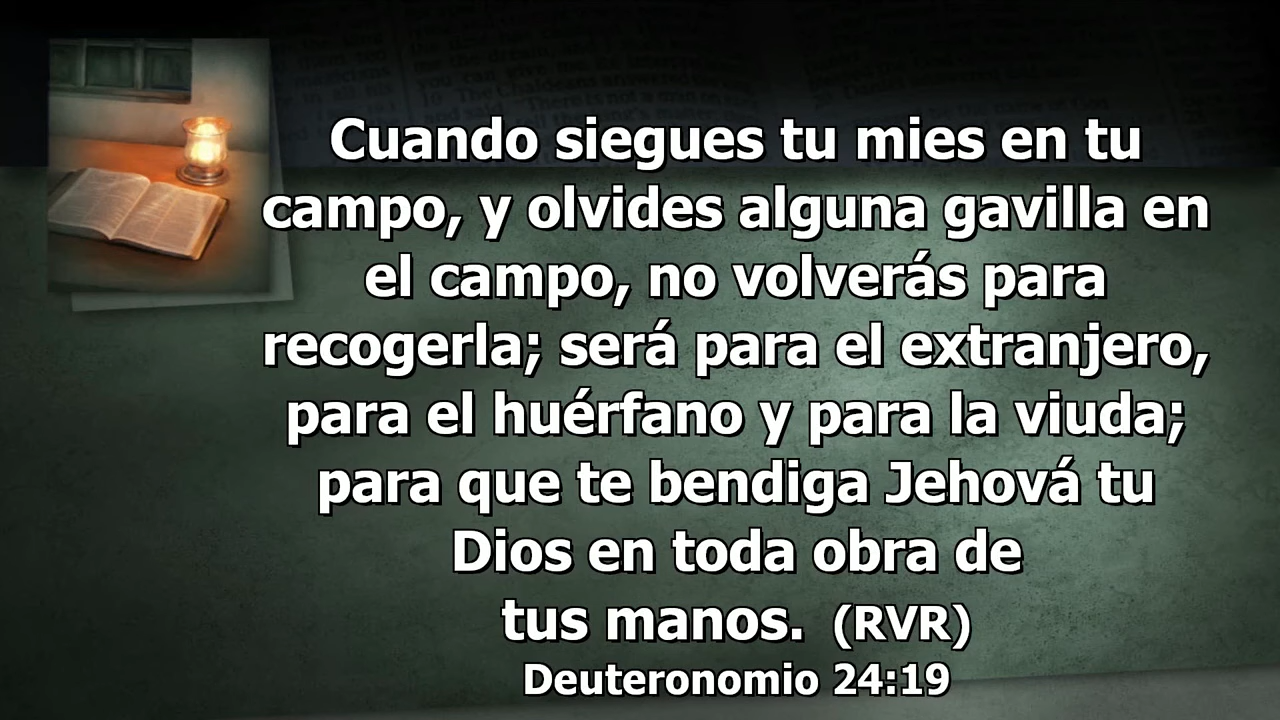 Cuando siegues tu mies en tu
campo, y olvides alguna gavilla en
el campo, no volverás para
recogerla; será para el extranjero,
para el huérfano y para la viuda;
para que te bendiga Jehová tu
Dios en toda obra de
tus manos. (RVR)
Deuteronomio 24:19